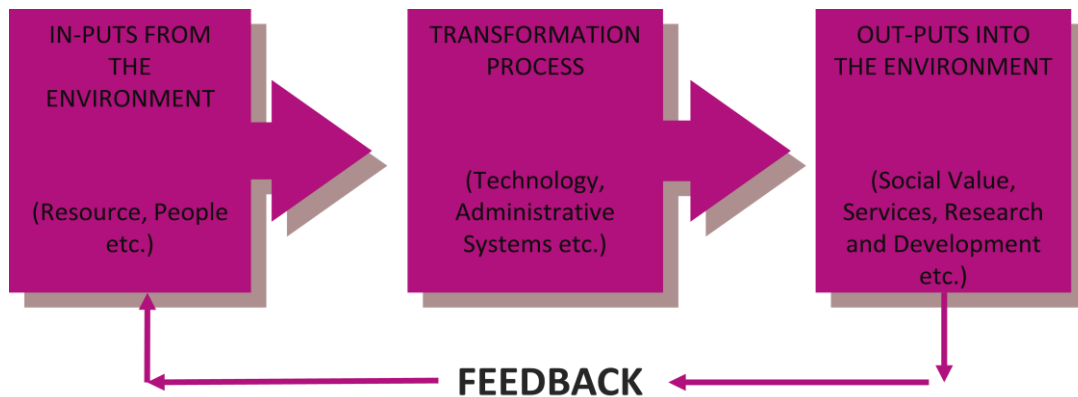 IN-PUTS FROM
THE
ENVIRONMENT
(Resource, People
etc.)
TRANSFORMATION
PROCESS
(Technology,
Administrative
Systems etc.)
OUT-PUTS INTO
THE ENVIRONMENT
(Social Value,
Services, Research
and Development
etc.)
FEEDBACK